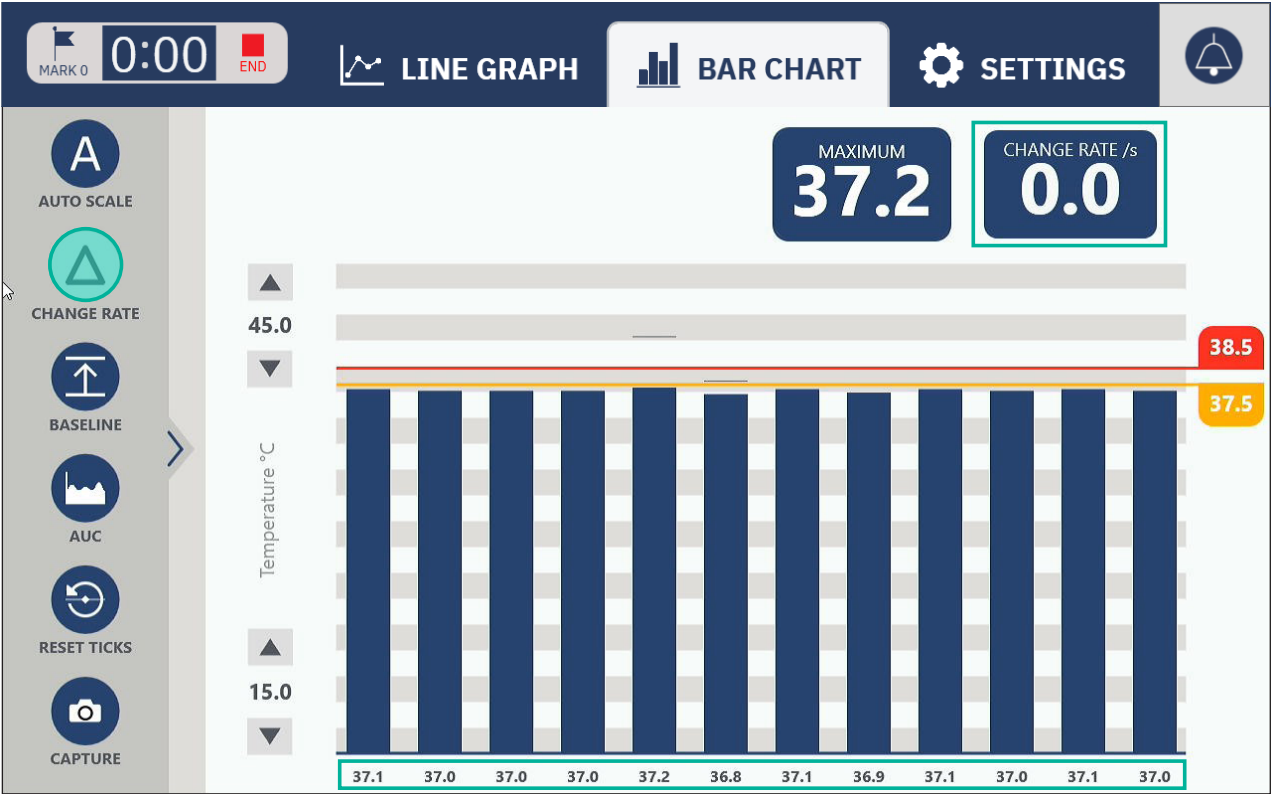 MARK 0
0:00
END
LINE GRAPH
BAR CHART
SETTINGS
A
AUTO SCALE
CHANGE RATE
BASELINE
AUC
RESET TICKS
CAPTURE
MAXIMUM
37.2
CHANGE RATE /s
0.0
45.0
Temperature °C
15.0
38.5
37.5
37.1 37.0 37.0 37.0 37.2 36.8 37.1 36.9 37.1 37.0 37.1 37.0